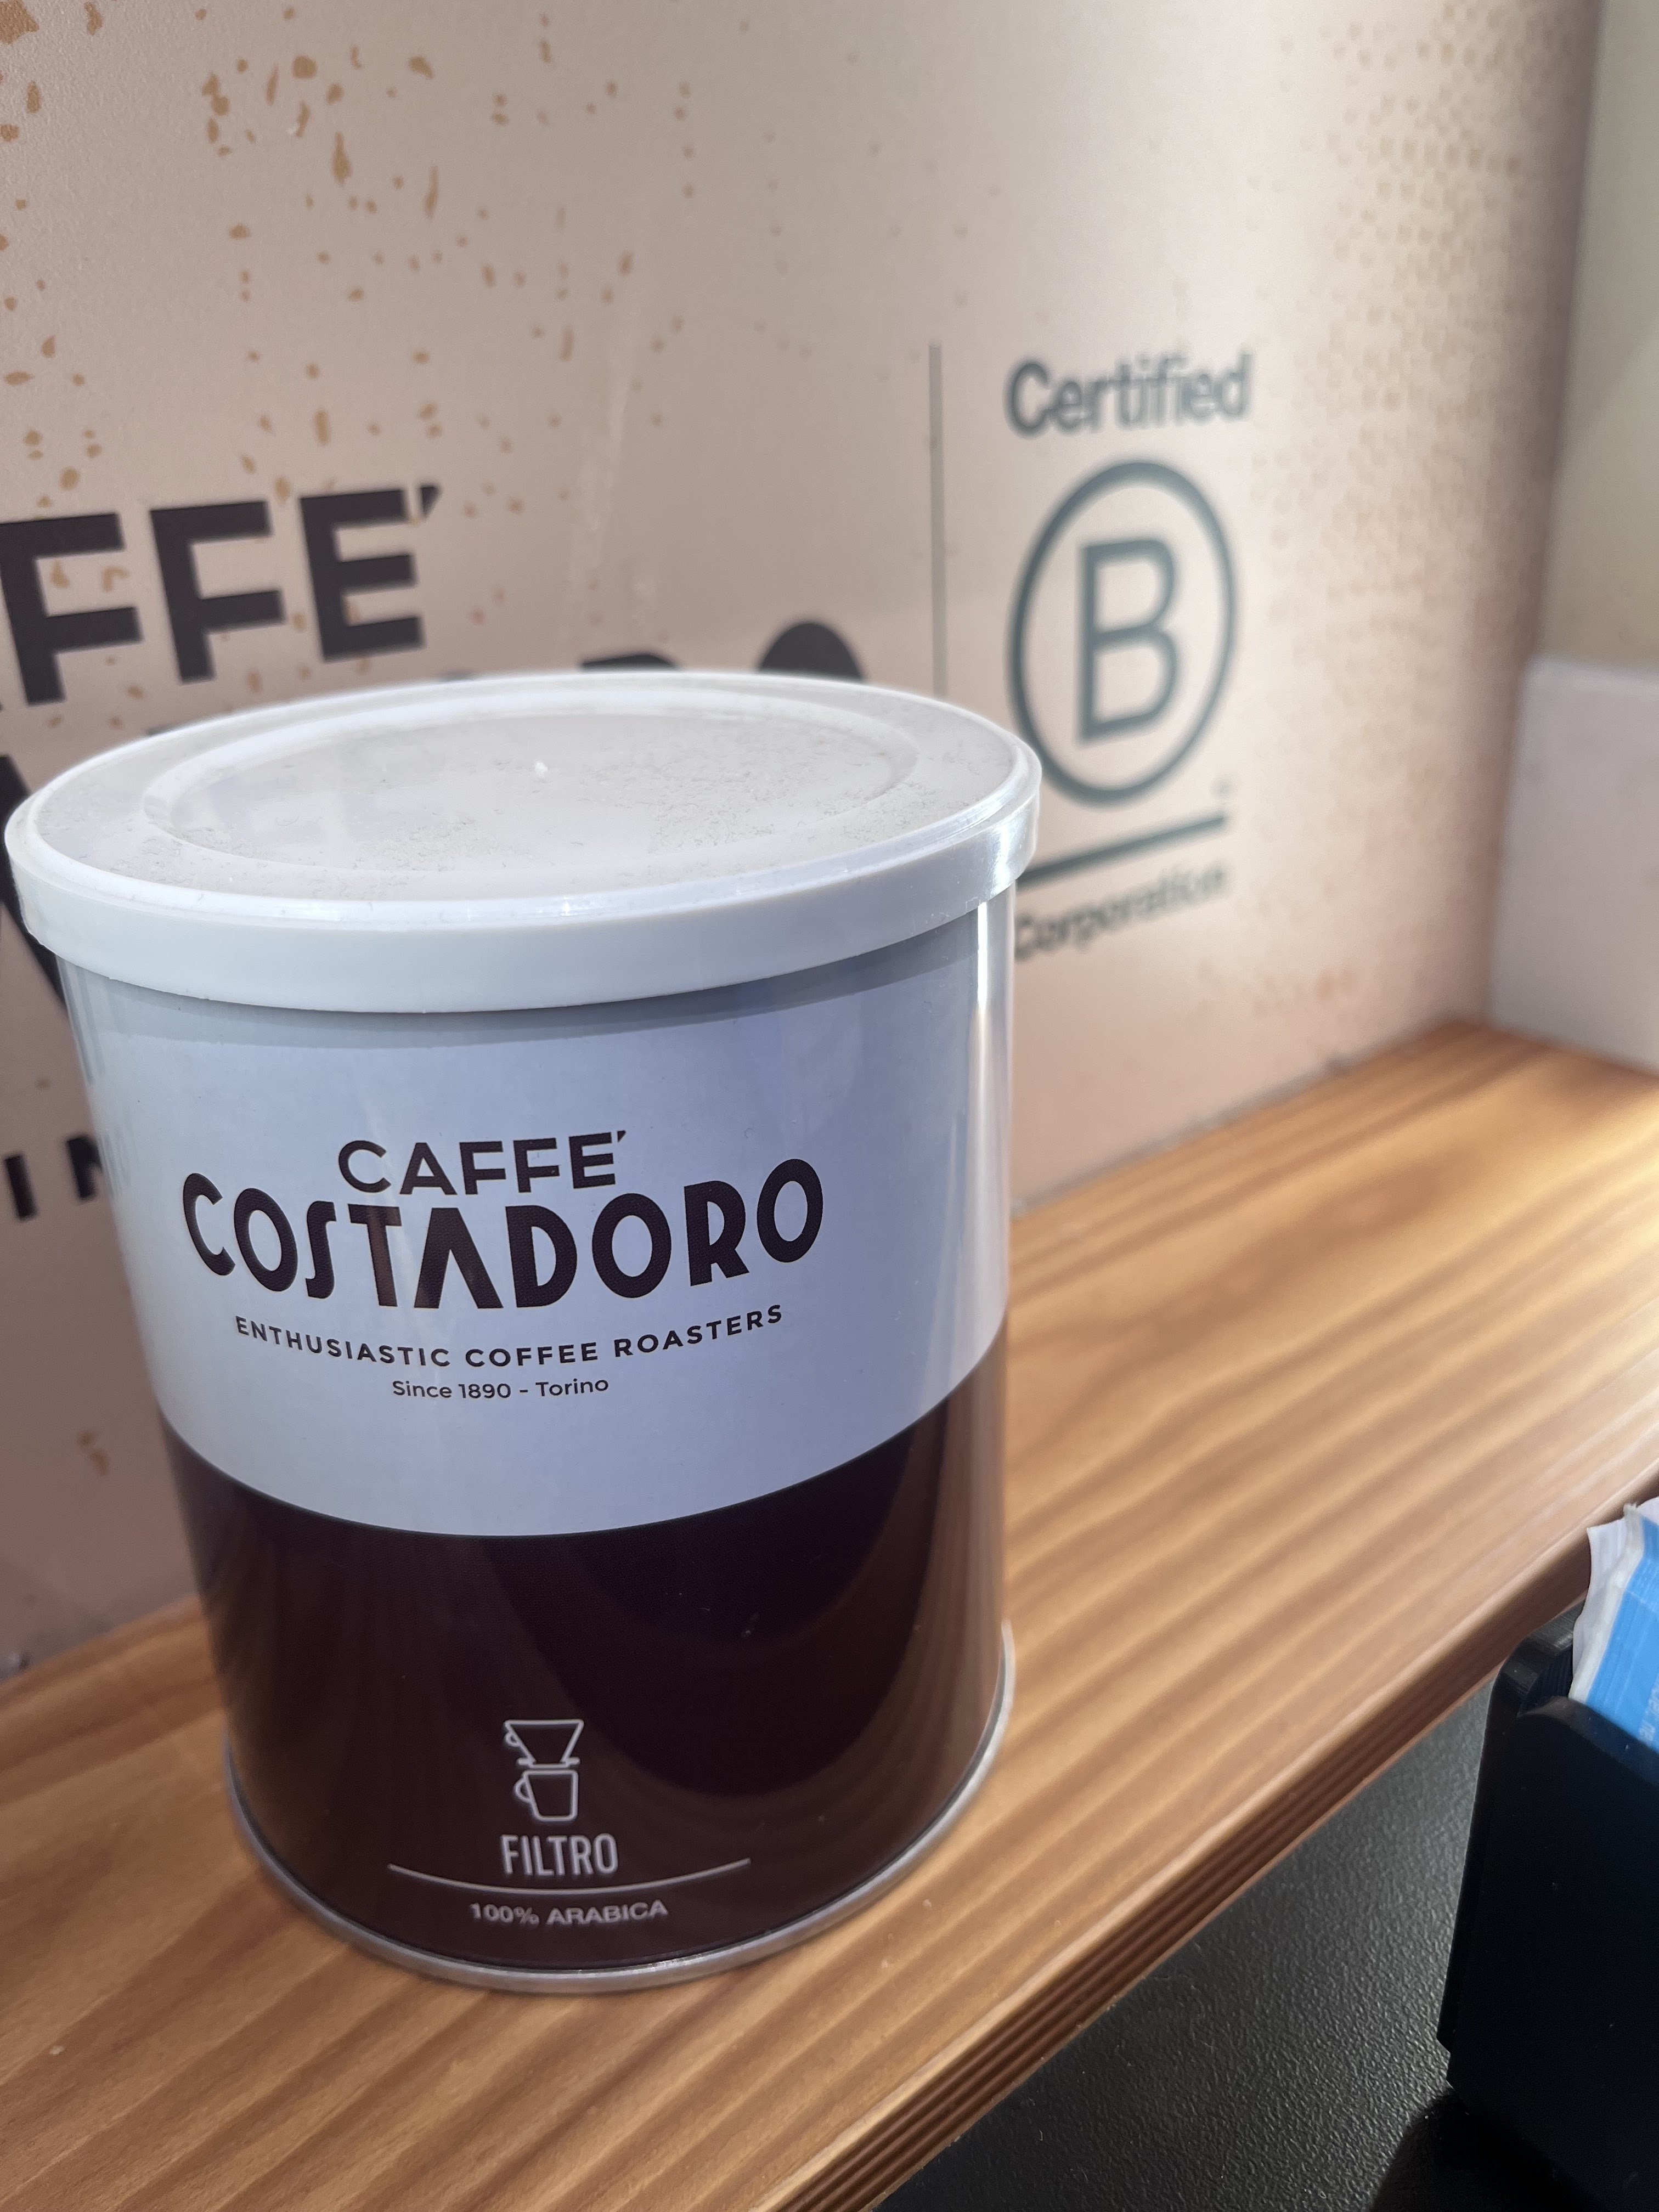 Certified
B
Corporation
FFE'
CAFFE'
COSTADORO
ENTHUSIASTIC COFFEE ROASTERS
Since 1890 - Torino
FILTRO
100% ARABICA